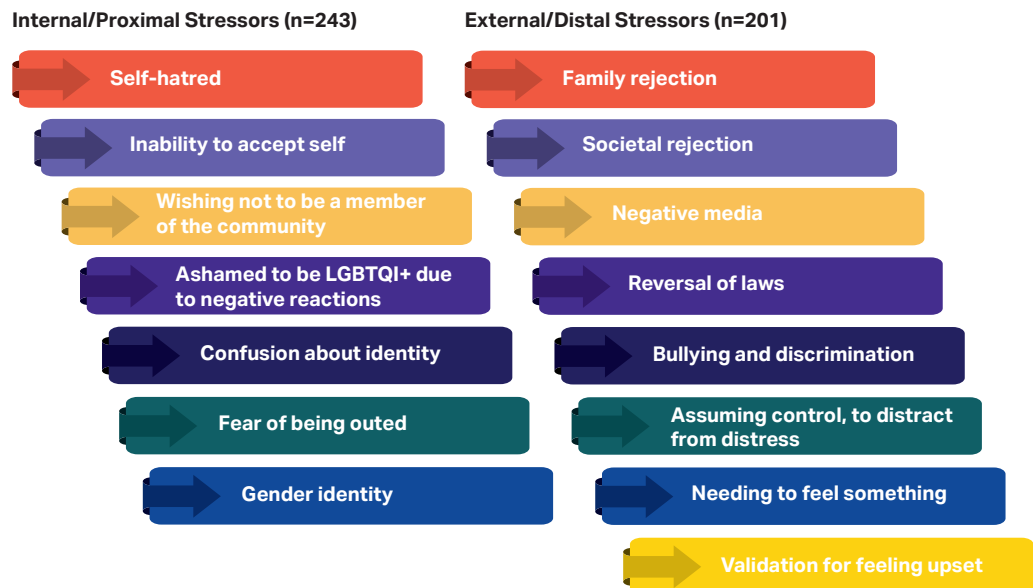 Internal/Proximal Stressors (n=243)
Self-hatred
Inability to accept self
Wishing not to be a member
of the community
Ashamed to be LGBTQI+ due
to negative reactions
Confusion about identity
Fear of being outed
Gender identity
External/Distal Stressors (n=201)
Family rejection
Societal rejection
Negative media
Reversal of laws
Bullying and discrimination
Assuming control, to distract
from distress
Needing to feel something
Validation for feeling upset